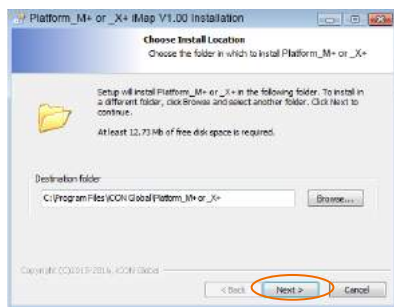 Platform_M+ or _X+ iMap V1.00 Installation
Choose Install Location
Choose the folder in which to install Platform_M+ or _X+
Setup will install Platform_M+ or _X+ in the following folder. To install in
a different folder, click Browse and select another folder. Click Next to
continue.
At least 12.73 Mb of free disk space is required.
Destination folder
C:\Program Files\ICON Global\Platform_M+ or _X+
Browse...
< Back
Next >
Cancel